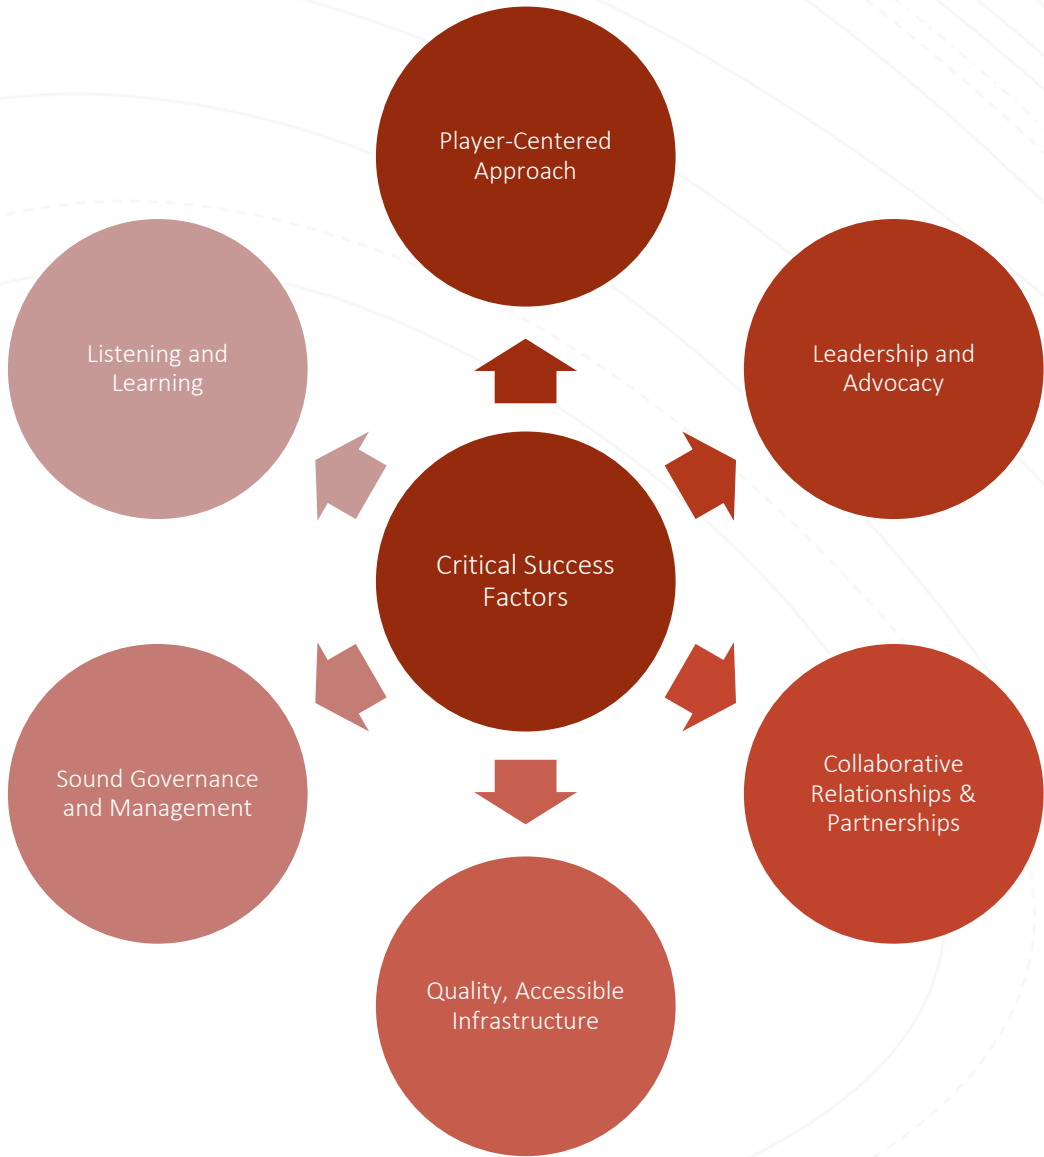 Player-Centered
Approach
Leadership and
Advocacy
Collaborative
Relationships &
Partnerships
Quality, Accessible
Infrastructure
Sound Governance
and Management
Listening and
Learning
Critical Success
Factors